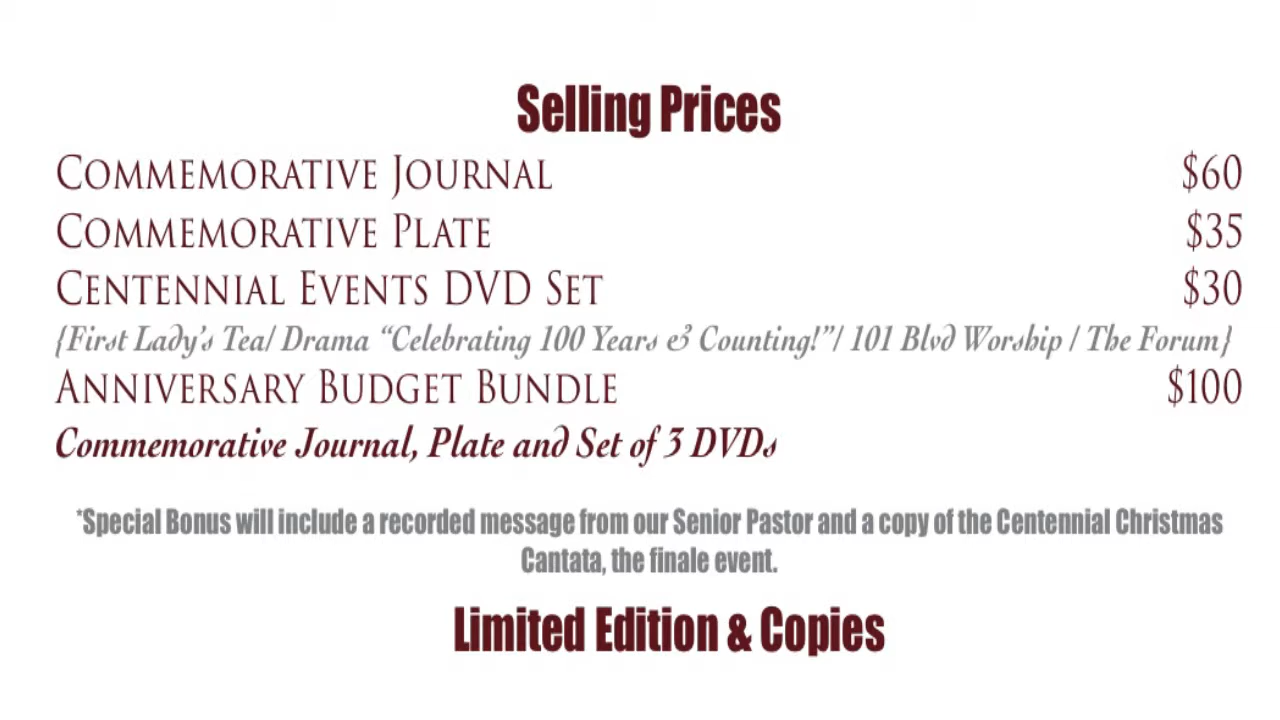 Selling Prices
Commemorative Journal $60
Commemorative Plate $35
Centennial Events DVD Set $30
{First Lady's Tea/ Drama “Celebrating 100 Years & Counting!”/ 101 Blvd Worship / The Forum}
Anniversary Budget Bundle $100
Commemorative Journal, Plate and Set of 3 DVDs
*Special Bonus will include a recorded message from our Senior Pastor and a copy of the Centennial Christmas
Cantata, the finale event.
Limited Edition & Copies